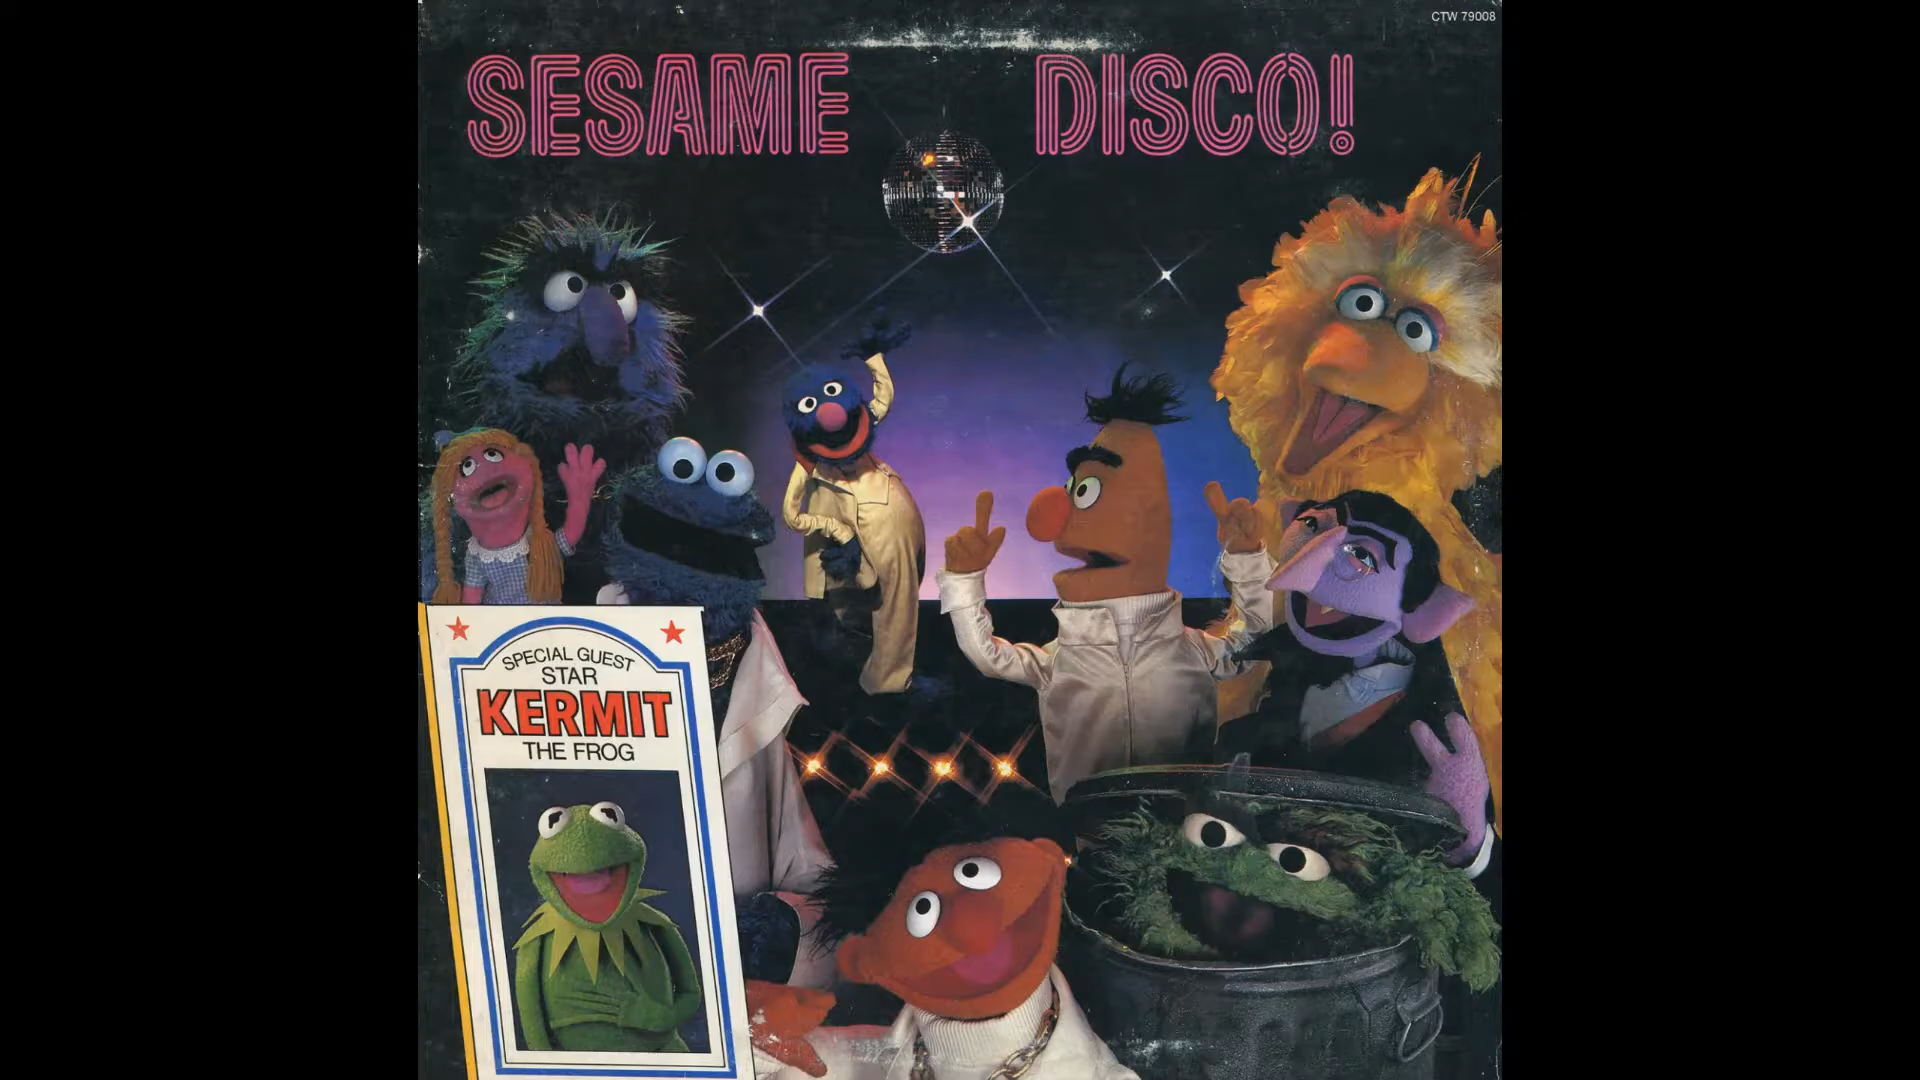 CTW 79008
SESAME DISCO!
SPECIAL GUEST
STAR
KERMIT
THE FROG